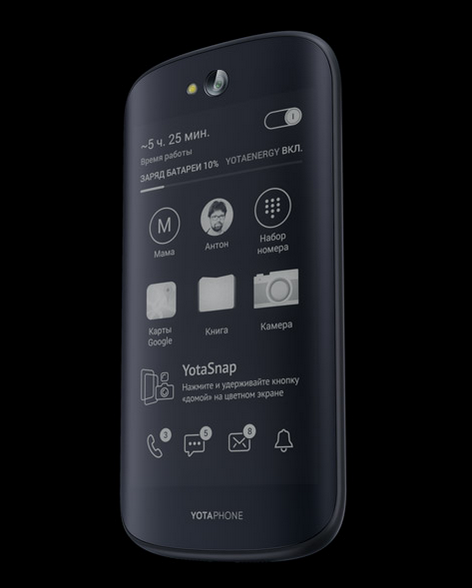 ~5 ч. 25 мин.
Время работы
ЗАРЯД БАТАРЕИ 10% YOTAENERGY ВКЛ.
М
Мама
Антон
Набор
номера
Карты
Google
Книга
Камера
YotaSnap
Нажмите и удерживайте кнопку
«домой» на цветном экране
3
5
8
YOTAPHONE